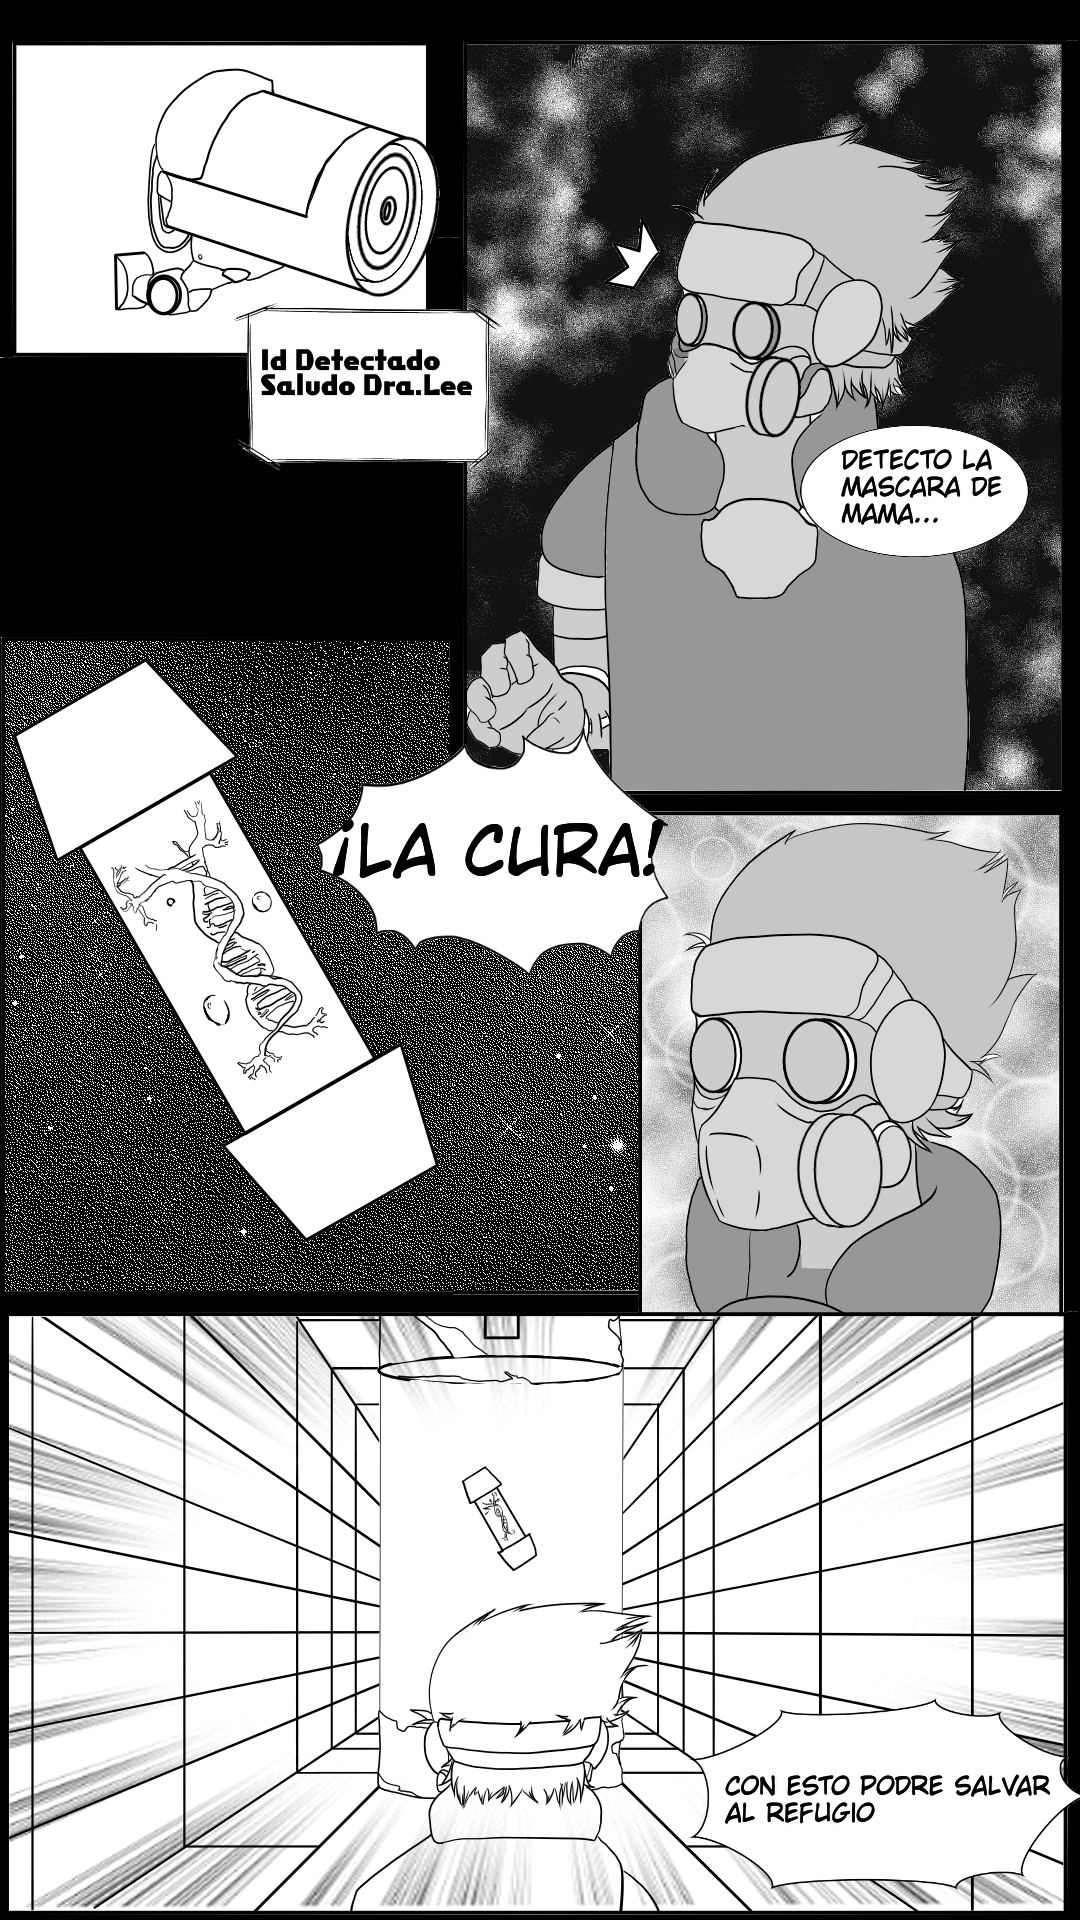 Id Detectado
Saludo Dra.Lee
DETECTO LA
MASCARA DE
MAMA...
¡LA CURA!
CON ESTO PODRE SALVAR
AL REFUGIO